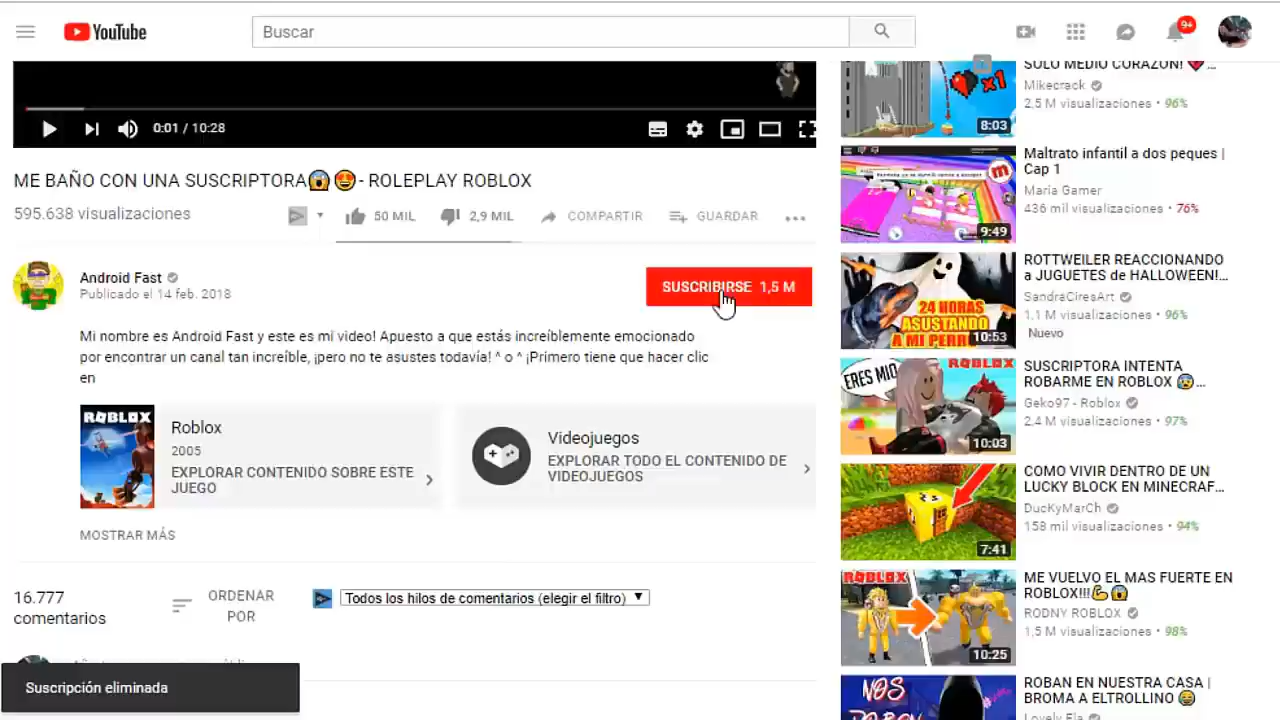 YouTube
Buscar
9+
0:01 / 10:28
ME BAÑO CON UNA SUSCRIPTORA😱😍- ROLEPLAY ROBLOX
595.638 visualizaciones
50 MIL
2,9 MIL
COMPARTIR
GUARDAR
Android Fast
Publicado el 14 feb. 2018
SUSCRIBIRSE 1,5 M
Mi nombre es Android Fast y este es mi video! Apuesto a que estás increíblemente emocionado
por encontrar un canal tan increíble, ¡pero no te asustes todavía! ^ o ^ ¡Primero tiene que hacer clic
en
ROBLOX
Roblox
2005
EXPLORAR CONTENIDO SOBRE ESTE
JUEGO
Videojuegos
EXPLORAR TODO EL CONTENIDO DE
VIDEOJUEGOS
MOSTRAR MÁS
16.777
comentarios
ORDENAR
POR
Todos los hilos de comentarios (elegir el filtro)
Suscripción eliminada
x1
8:03
SOLO MEDIO CORAZÓN! ❤️...
Mikecrack
2,5 M visualizaciones • 96%
9:49
Maltrato infantil a dos peques |
Cap 1
Maria Gamer
436 mil visualizaciones • 76%
24 HORAS
ASUSTANDO
A MI PERR
10:53
ROTTWEILER REACCIONANDO
a JUGUETES de HALLOWEEN!...
SandraCiresArt
1,1 M visualizaciones • 96%
Nuevo
ERES MIO
ROBLOX
10:03
SUSCRIPTORA INTENTA
ROBARME EN ROBLOX 😰...
Geko97 - Roblox
2,4 M visualizaciones • 97%
7:41
COMO VIVIR DENTRO DE UN
LUCKY BLOCK EN MINECRAF...
DucKyMarCh
158 mil visualizaciones • 94%
ROBLOX
10:25
ME VUELVO EL MAS FUERTE EN
ROBLOX!!!💪😱
RODNY ROBLOX
1,5 M visualizaciones • 98%
NOS
ROBAN EN NUESTRA CASA |
BROMA A ELTROLLINO 😂
Lovely Ela